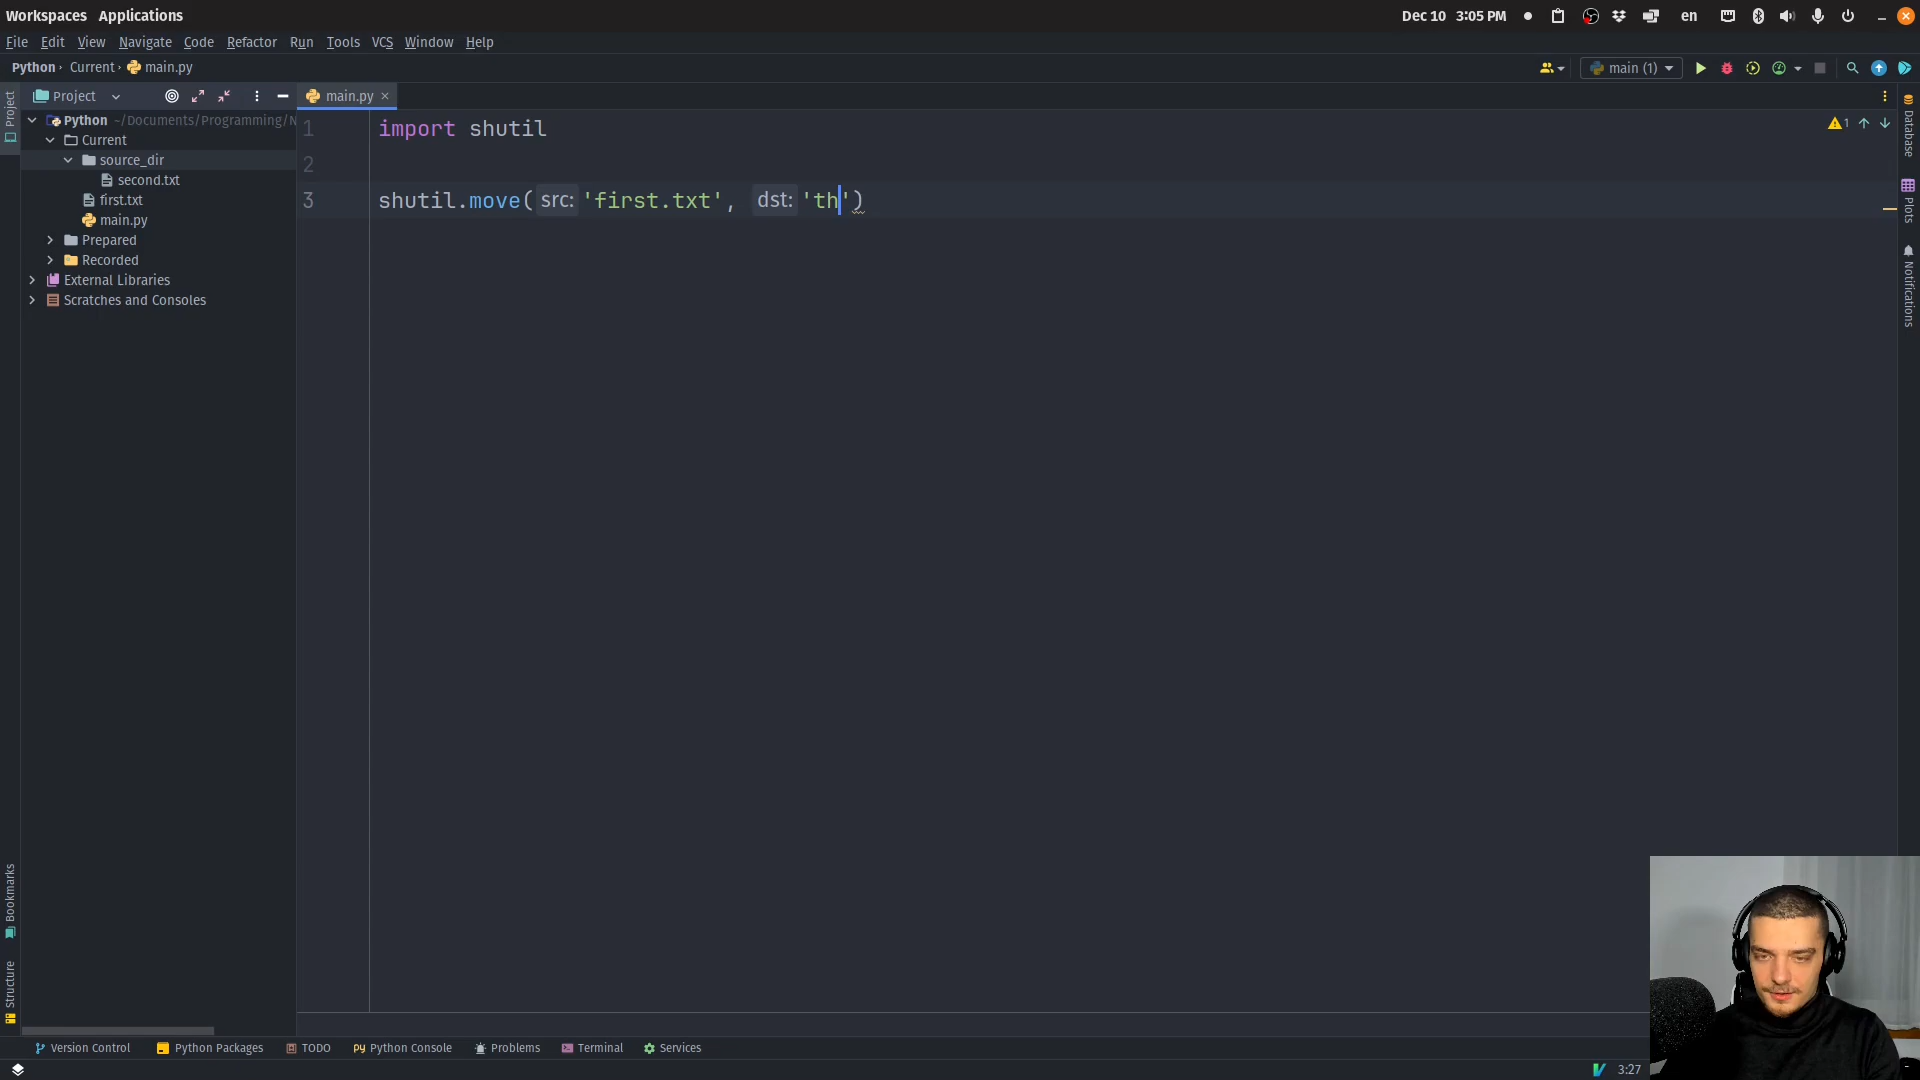 Workspaces Applications
Dec 10 3:05 PM en
File Edit View Navigate Code Refactor Run Tools VCS Window Help
Python Current main.py
main (1)
Project
main.py
Python ~/Documents/Programming/N
Current
source_dir
second.txt
first.txt
main.py
Prepared
Recorded
External Libraries
Scratches and Consoles
1 import shutil
2
3 shutil.move( src: 'first.txt', dst: 'th')
1
Project
Bookmarks
Structure
Database
Plots
Notifications
Version Control Python Packages TODO Python Console Problems Terminal Services
3:27